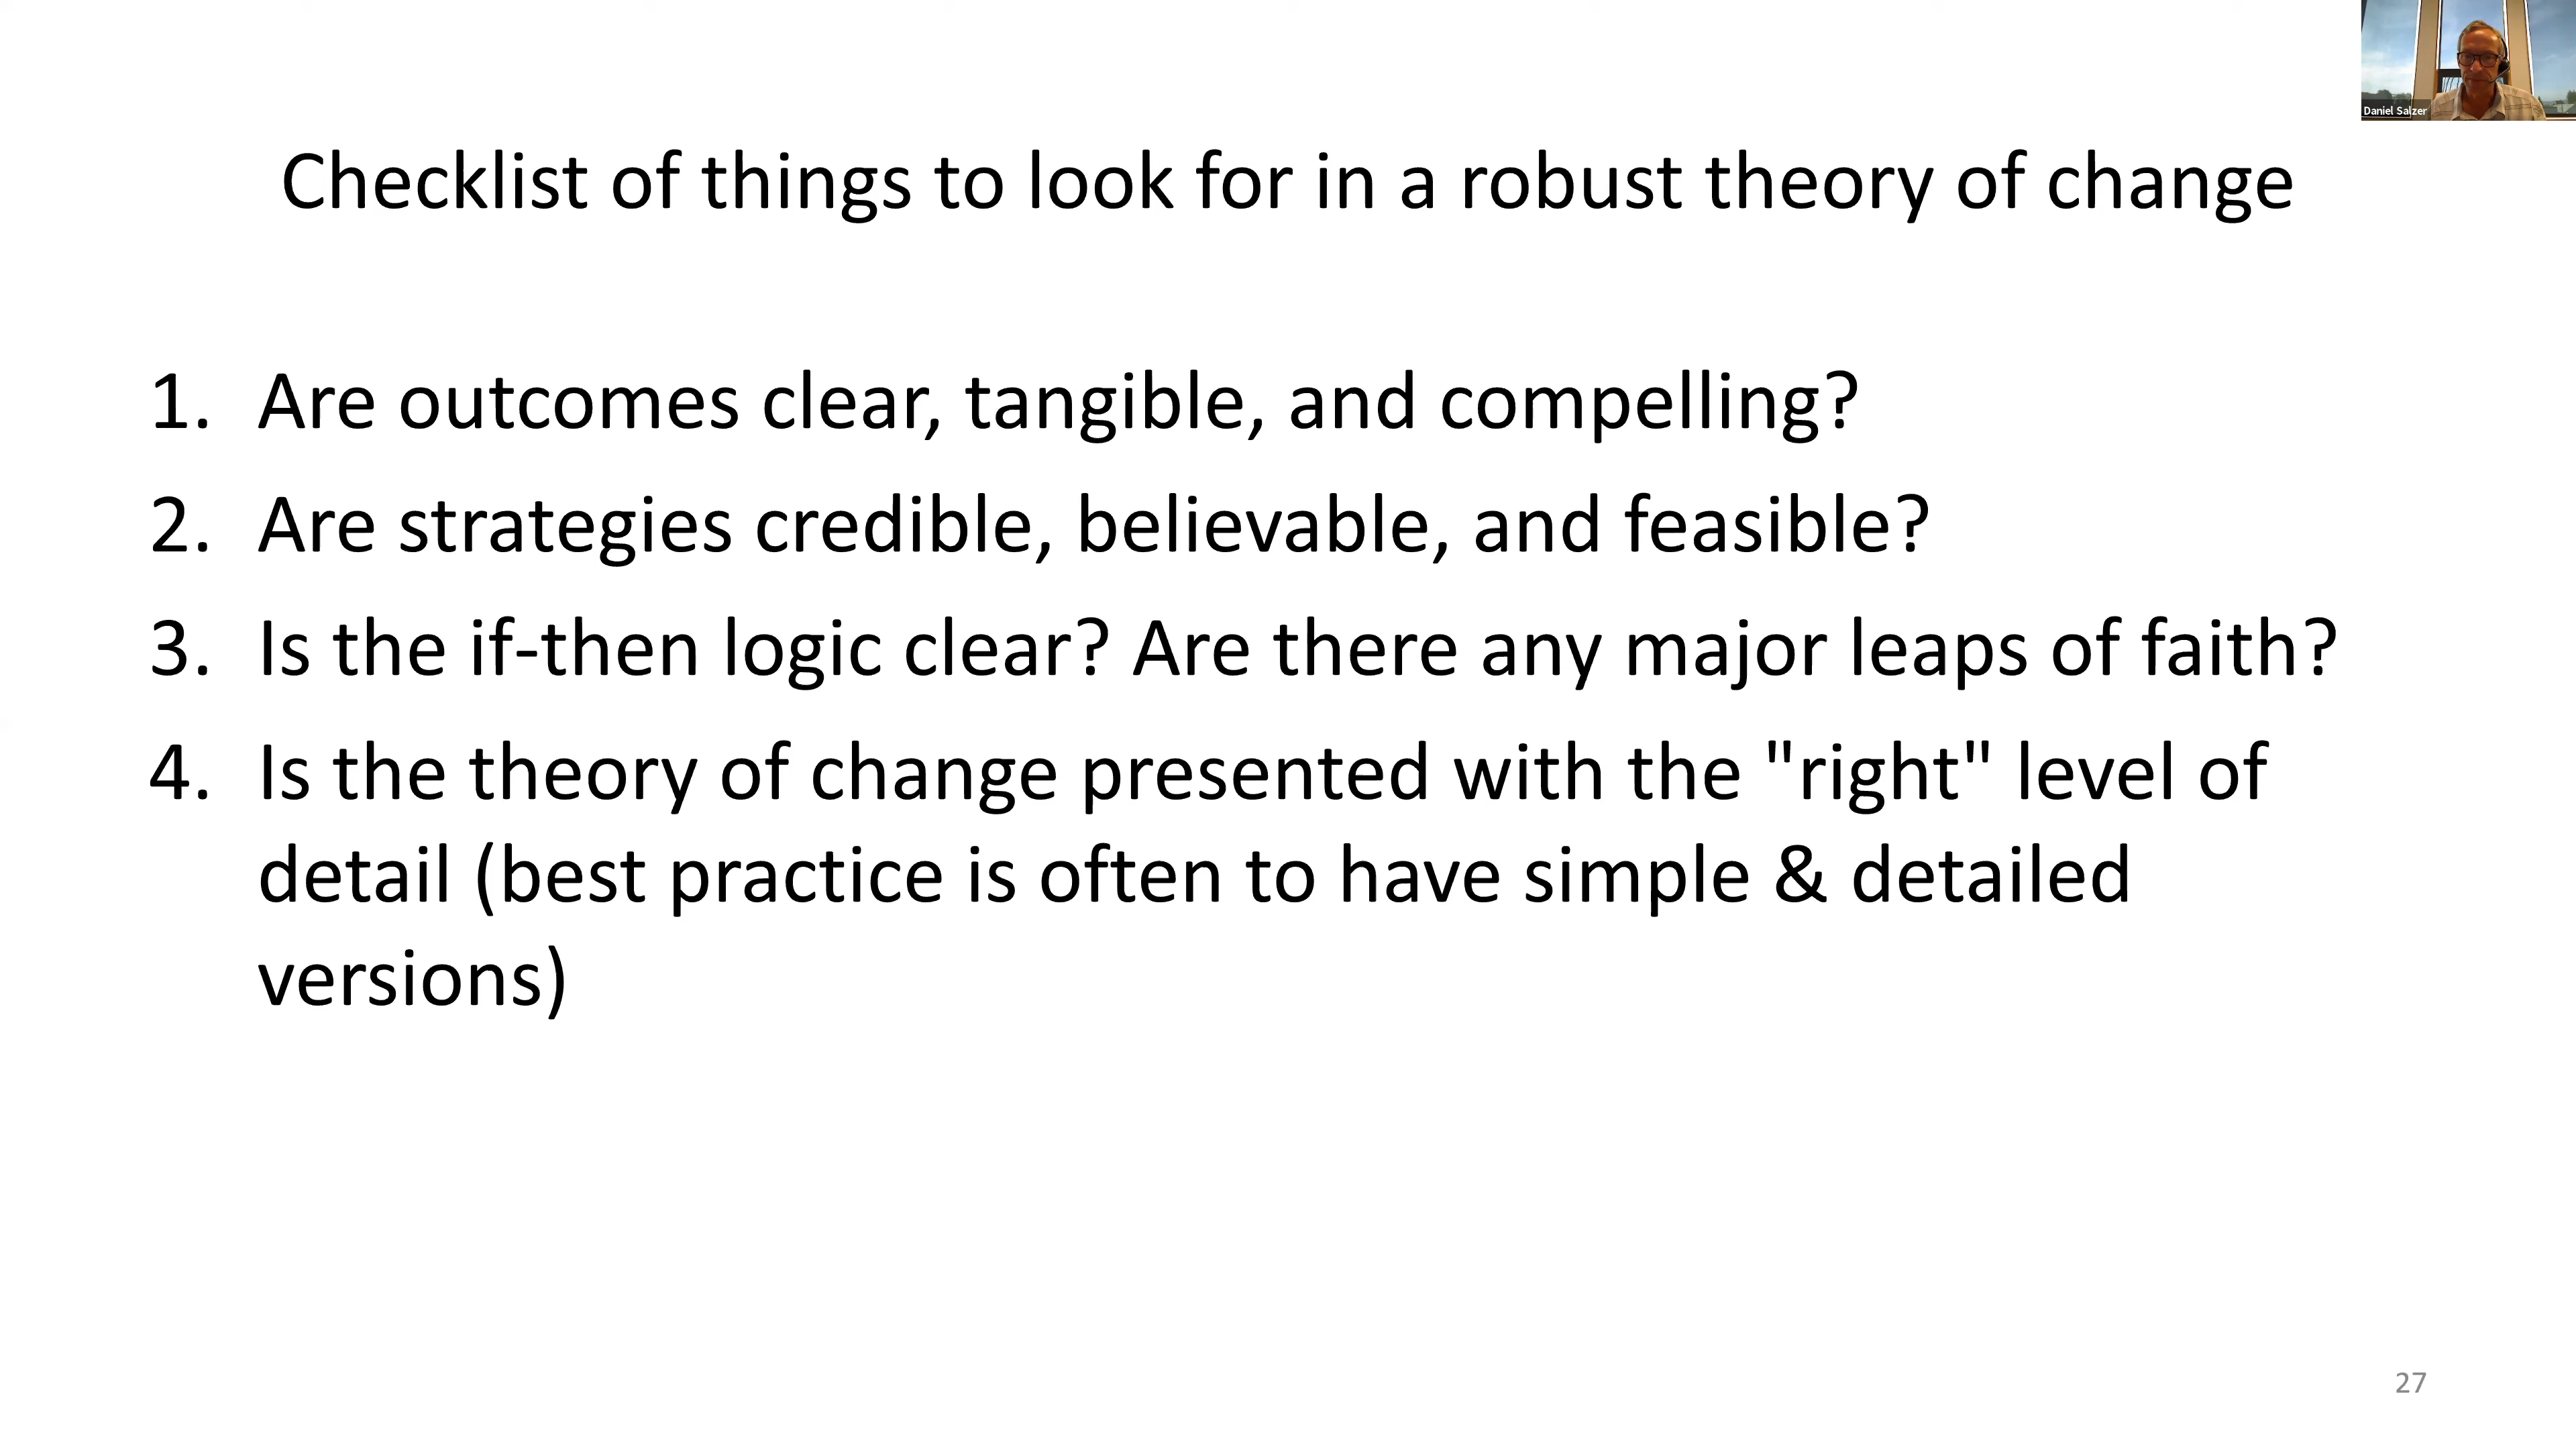 Daniel Salzer
Checklist of things to look for in a robust theory of change
1. Are outcomes clear, tangible, and compelling?
2. Are strategies credible, believable, and feasible?
3. Is the if-then logic clear? Are there any major leaps of faith?
4. Is the theory of change presented with the "right" level of
detail (best practice is often to have simple & detailed
versions)
27